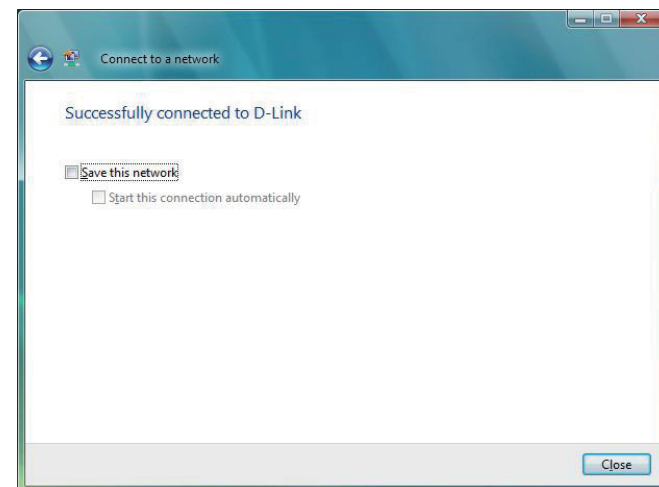 Connect to a network
Successfully connected to D-Link
Save this network
Start this connection automatically
Close